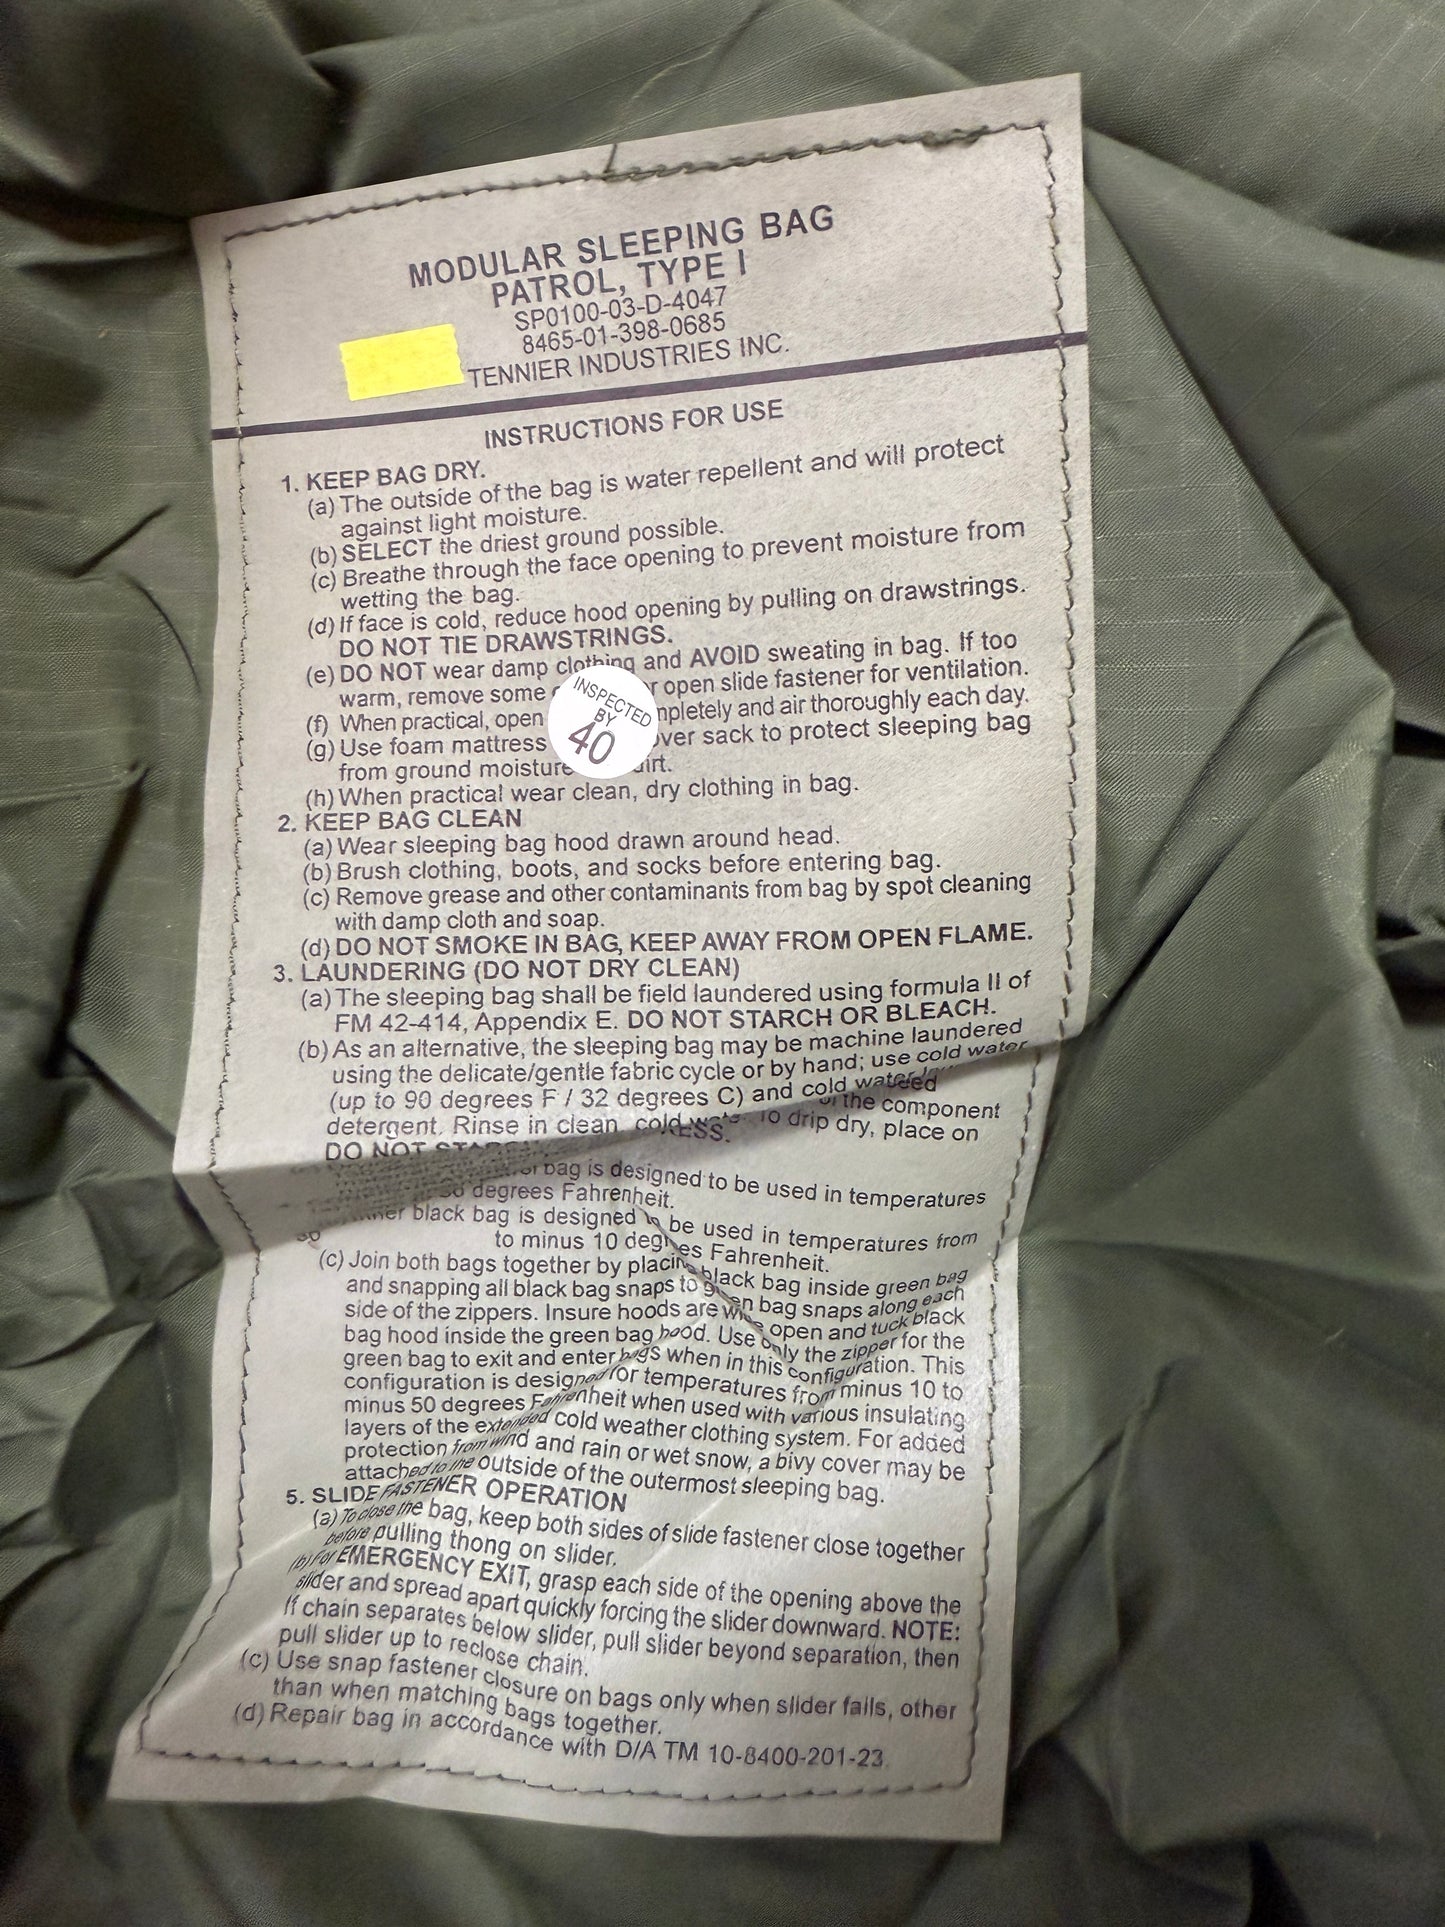 MODULAR SLEEPING BAG
PATROL, TYPE I
SP0100-03-D-4047
8465-01-398-0685
TENNIER INDUSTRIES INC.
INSTRUCTIONS FOR USE
1. KEEP BAG DRY.
(a) The outside of the bag is water repellent and will protect
against light moisture.
(b) SELECT the driest ground possible.
(c) Breathe through the face opening to prevent moisture from
wetting the bag.
(d) If face is cold, reduce hood opening by pulling on drawstrings.
DO NOT TIE DRAWSTRINGS.
(e) DO NOT wear damp clothing and AVOID sweating in bag. If too
warm, remove some open slide fastener for ventilation.
(f) When practical, open and air thoroughly each day.
(g) Use foam mattress sack to protect sleeping bag
from ground moisture
(h) When practical wear clean, dry clothing in bag.
INSPECTED
BY
40
2. KEEP BAG CLEAN
(a) Wear sleeping bag hood drawn around head.
(b) Brush clothing, boots, and socks before entering bag.
(c) Remove grease and other contaminants from bag by spot cleaning
with damp cloth and soap.
(d) DO NOT SMOKE IN BAG, KEEP AWAY FROM OPEN FLAME.
3. LAUNDERING (DO NOT DRY CLEAN)
(a) The sleeping bag shall be field laundered using formula II of
FM 42-414, Appendix E. DO NOT STARCH OR BLEACH.
(b) As an alternative, the sleeping bag may be machine laundered
using the delicate/gentle fabric cycle or by hand; use cold water
(up to 90 degrees F / 32 degrees C) and cold water
detergent. Rinse in clean cold To drip dry, place on
the component
DO NOT
bag is designed to be used in temperatures
degrees Fahrenheit.
black bag is designed to be used in temperatures from
to minus 10 degrees Fahrenheit.
(c) Join both bags together by placing black bag inside green bag
and snapping all black bag snaps to green bag snaps along each
side of the zippers. Insure hoods are wide open and tuck black
bag hood inside the green bag hood. Use only the zipper for the
green bag to exit and enter bags when in this configuration. This
configuration is designed for temperatures from minus 10 to
minus 50 degrees Fahrenheit when used with various insulating
layers of the extended cold weather clothing system. For added
protection from wind and rain or wet snow, a bivy cover may be
attached to the outside of the outermost sleeping bag.
5. SLIDE FASTENER OPERATION
(a) To close the bag, keep both sides of slide fastener close together
before pulling thong on slider.
(b) For EMERGENCY EXIT, grasp each side of the opening above the
slider and spread apart quickly forcing the slider downward. NOTE:
If chain separates below slider, pull slider beyond separation, then
pull slider up to reclose chain.
(c) Use snap fastener closure on bags only when slider fails, other
than when matching bags together.
(d) Repair bag in accordance with D/A TM 10-8400-201-23.